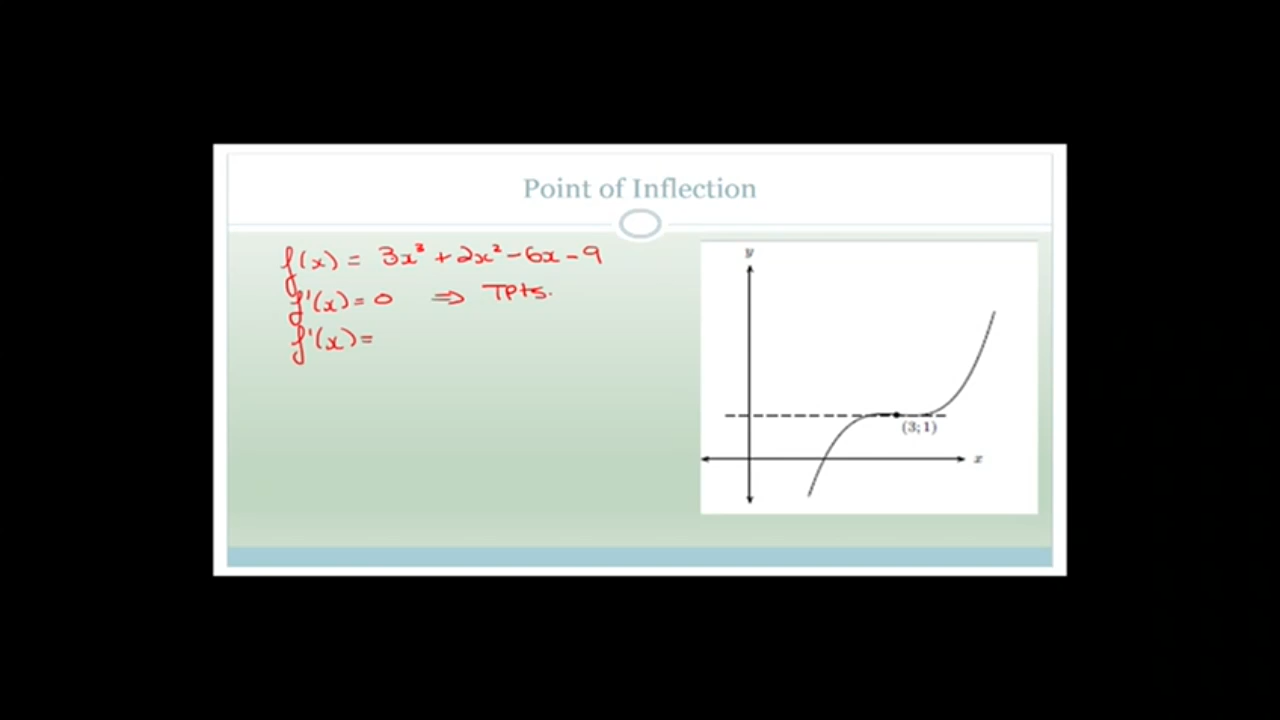 Point of Inflection
f(x) = 3x³ + 2x² - 6x - 9
f'(x) = 0 ⇒ TPts.
f'(x) =
y
(3; 1)
x